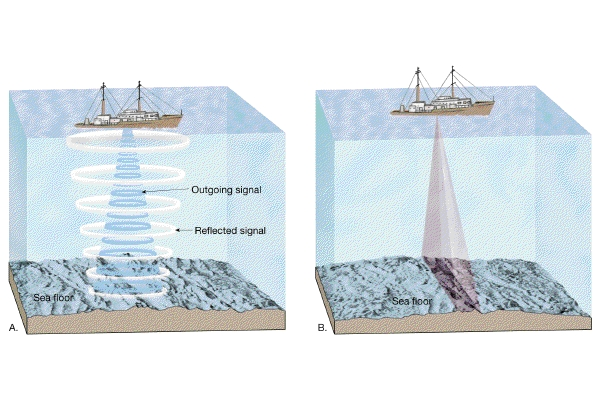 Outgoing signal
Reflected signal
Sea floor
A.
Sea floor
B.